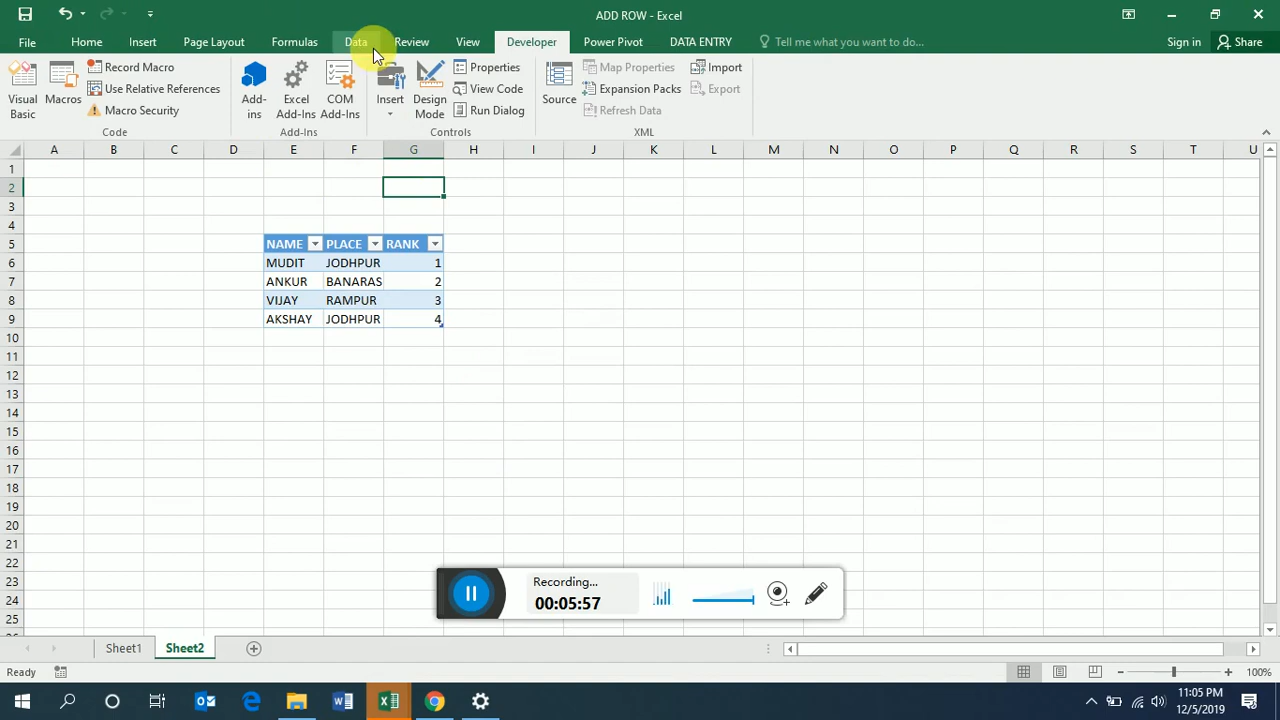 ADD ROW - Excel
File Home Insert Page Layout Formulas Data Review View Developer Power Pivot DATA ENTRY Tell me what you want to do... Sign in Share
Visual Basic
Macros
Record Macro
Use Relative References
Macro Security
Code
Add-ins
Excel Add-Ins
COM Add-Ins
Add-Ins
Insert
Design Mode
Properties
View Code
Run Dialog
Controls
Source
Map Properties
Expansion Packs
Refresh Data
Import
Export
XML
A B C D E F G H I J K L M N O P Q R S T U
1
2
3
4
5 NAME PLACE RANK
6 MUDIT JODHPUR 1
7 ANKUR BANARAS 2
8 VIJAY RAMPUR 3
9 AKSHAY JODHPUR 4
10
11
12
13
14
15
16
17
18
19
20
21
22
23
24
25
Recording...
00:05:57
Sheet1 Sheet2
Ready 100%
11:05 PM
12/5/2019